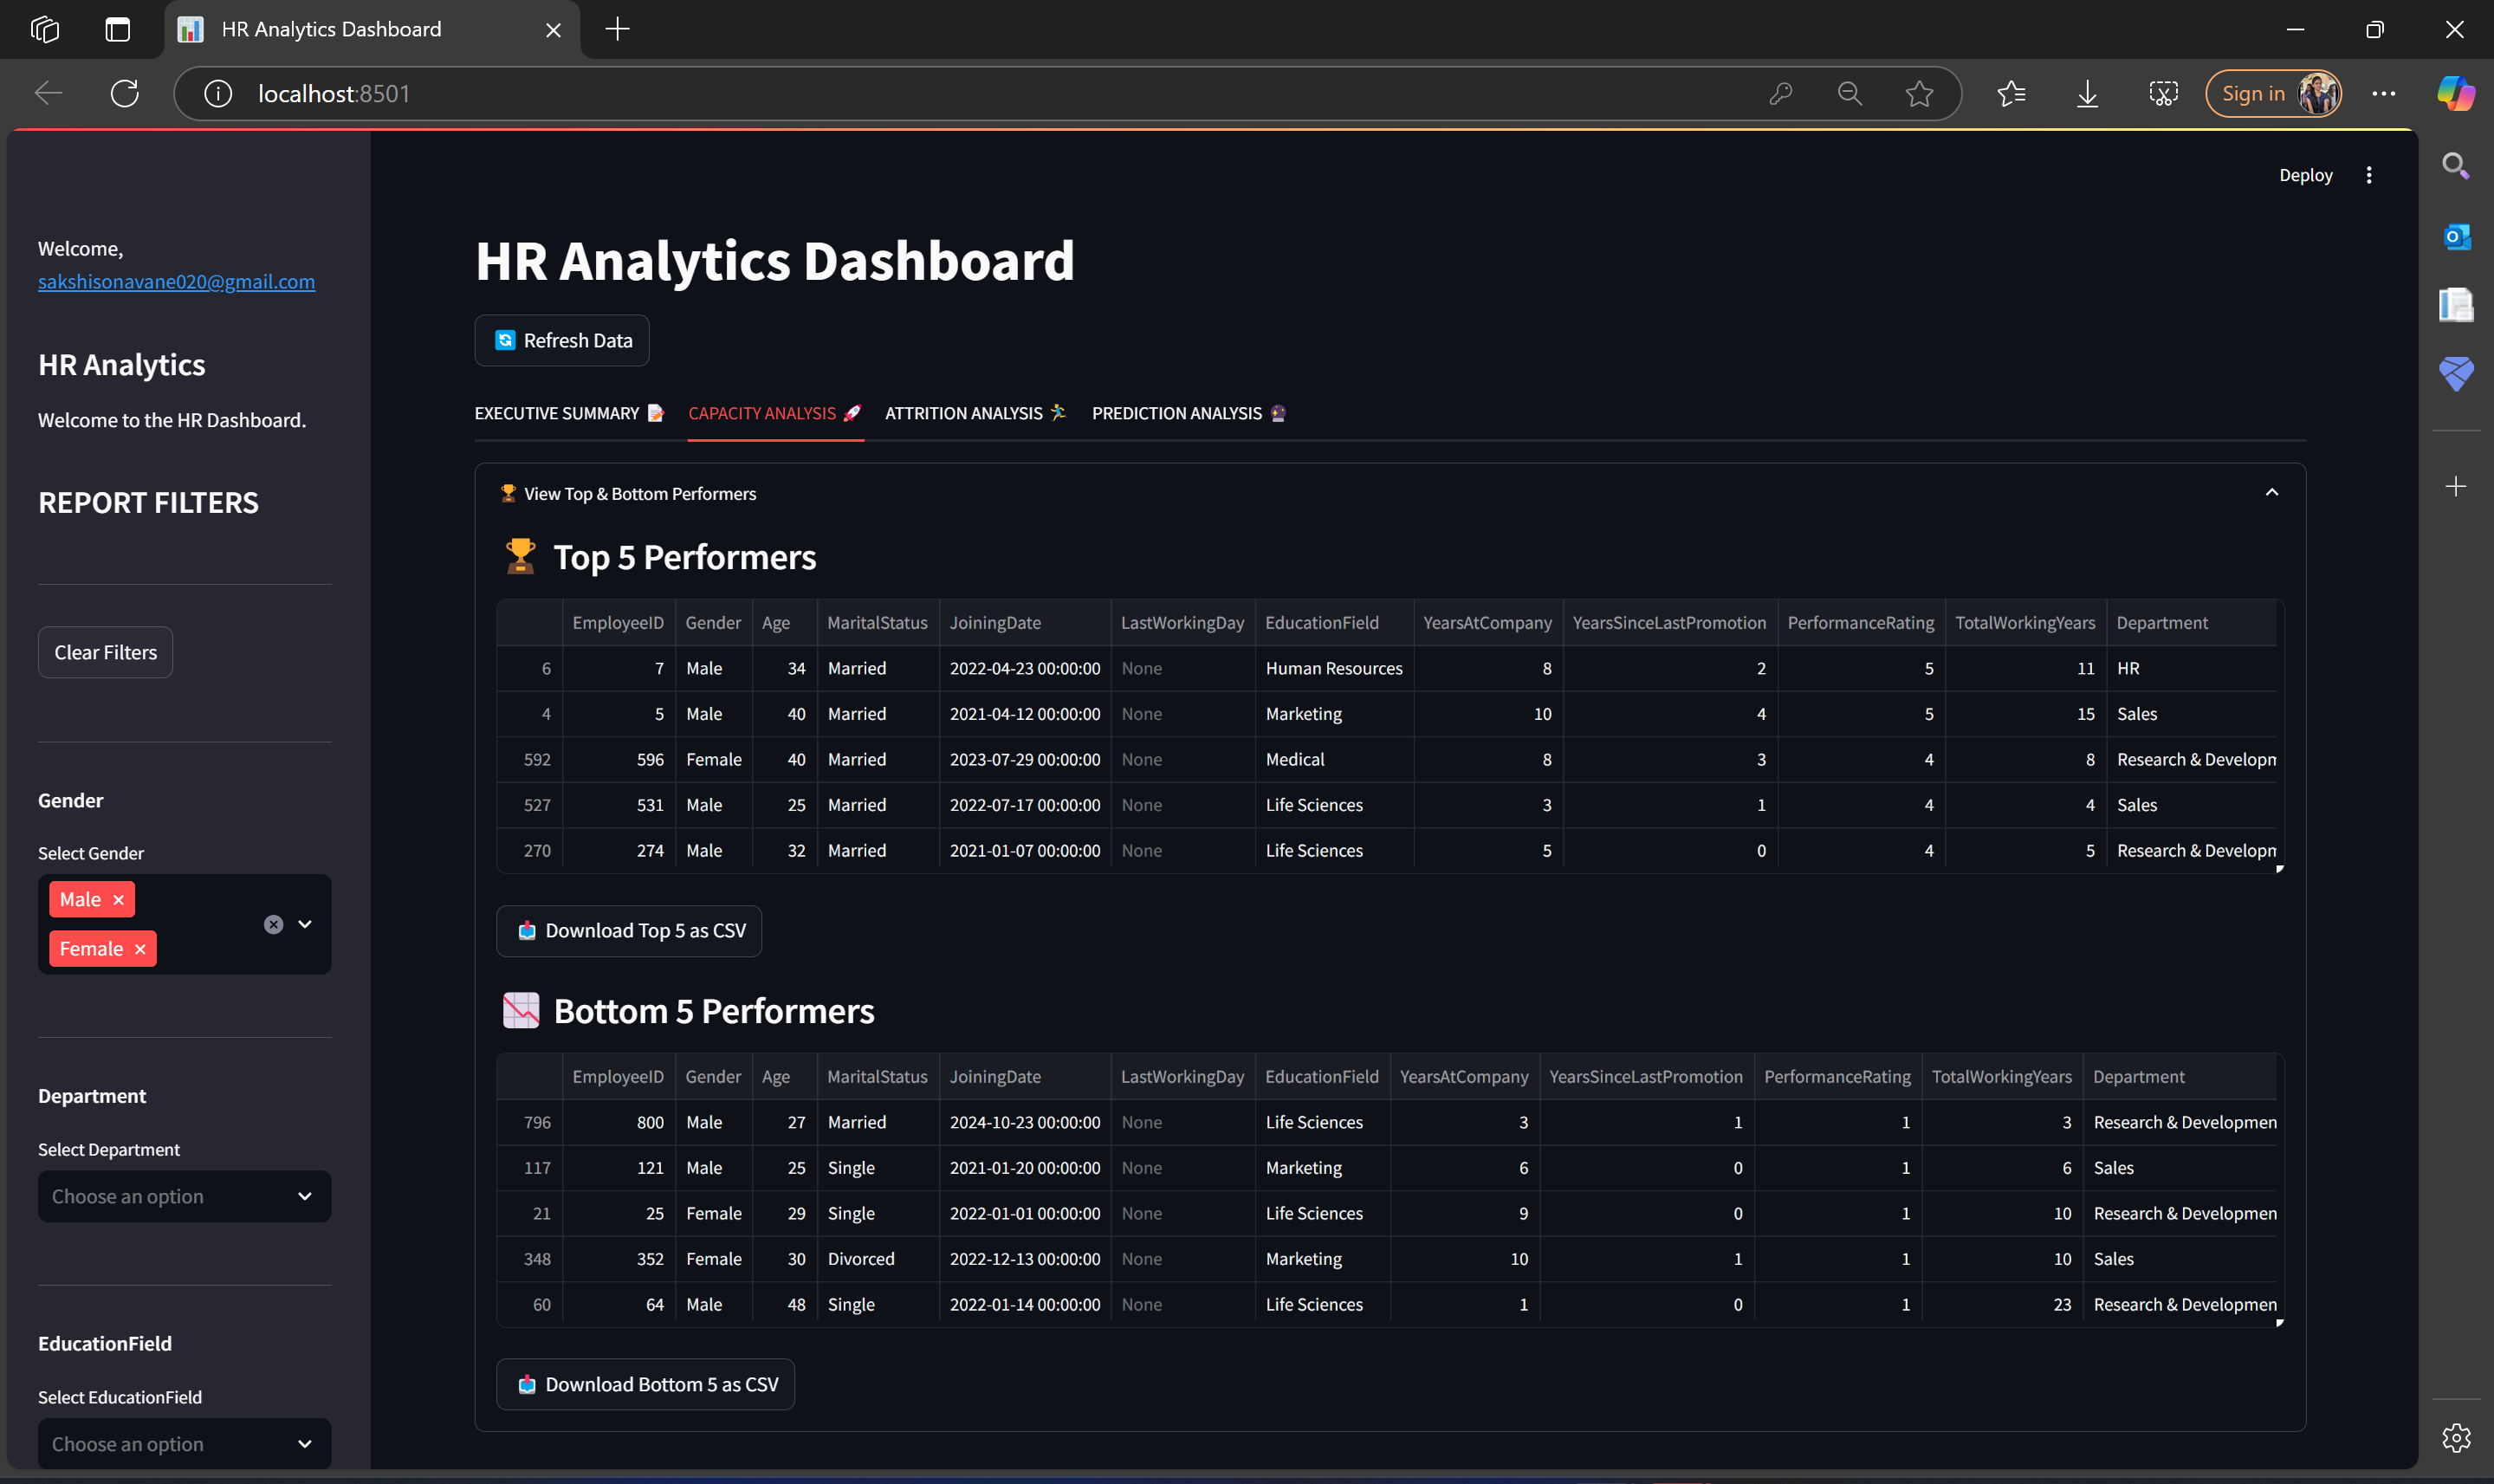 HR Analytics Dashboard
localhost:8501
Sign in
Deploy
Welcome,
sakshisonavane020@gmail.com
HR Analytics
Welcome to the HR Dashboard.
REPORT FILTERS
Clear Filters
Gender
Select Gender
Male
Female
Department
Select Department
Choose an option
EducationField
Select EducationField
Choose an option
HR Analytics Dashboard
Refresh Data
EXECUTIVE SUMMARY CAPACITY ANALYSIS ATTRITION ANALYSIS PREDICTION ANALYSIS
View Top & Bottom Performers
Top 5 Performers
EmployeeID Gender Age MaritalStatus JoiningDate LastWorkingDay EducationField YearsAtCompany YearsSinceLastPromotion PerformanceRating TotalWorkingYears Department
6 7 Male 34 Married 2022-04-23 00:00:00 None Human Resources 8 2 5 11 HR
4 5 Male 40 Married 2021-04-12 00:00:00 None Marketing 10 4 5 15 Sales
592 596 Female 40 Married 2023-07-29 00:00:00 None Medical 8 3 4 8 Research & Developm
527 531 Male 25 Married 2022-07-17 00:00:00 None Life Sciences 3 1 4 4 Sales
270 274 Male 32 Married 2021-01-07 00:00:00 None Life Sciences 5 0 4 5 Research & Developm
Download Top 5 as CSV
Bottom 5 Performers
EmployeeID Gender Age MaritalStatus JoiningDate LastWorkingDay EducationField YearsAtCompany YearsSinceLastPromotion PerformanceRating TotalWorkingYears Department
796 800 Male 27 Married 2024-10-23 00:00:00 None Life Sciences 3 1 1 3 Research & Developmen
117 121 Male 25 Single 2021-01-20 00:00:00 None Marketing 6 0 1 6 Sales
21 25 Female 29 Single 2022-01-01 00:00:00 None Life Sciences 9 0 1 10 Research & Developmen
348 352 Female 30 Divorced 2022-12-13 00:00:00 None Marketing 10 1 1 10 Sales
60 64 Male 48 Single 2022-01-14 00:00:00 None Life Sciences 1 0 1 23 Research & Developmen
Download Bottom 5 as CSV